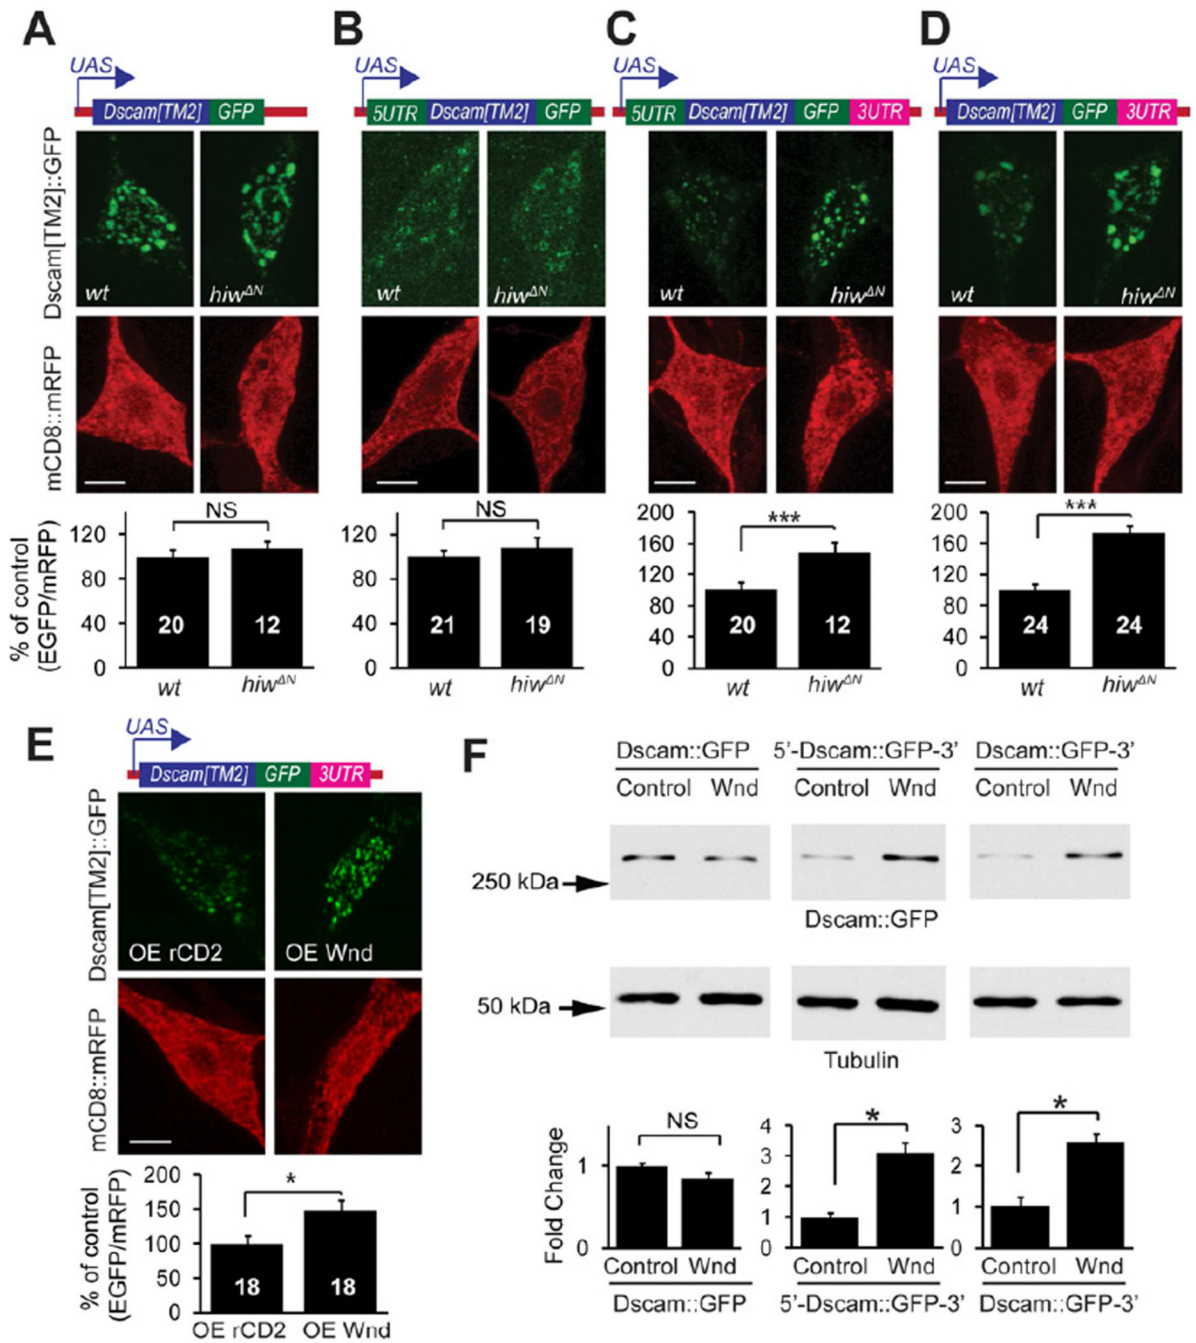 A
B
C
D
UAS
UAS
UAS
UAS
Dscam[TM2] GFP
5UTR Dscam[TM2] GFP
5UTR Dscam[TM2] GFP 3UTR
Dscam[TM2] GFP 3UTR
Dscam[TM2]::GFP
wt hiwΔN
wt hiwΔN
wt hiwΔN
wt hiwΔN
mCD8::mRFP
% of control
(EGFP/mRFP)
NS
120
80
40
0
20 12
wt hiwΔN
NS
120
80
40
0
21 19
wt hiwΔN
***
200
160
120
80
40
0
20 12
wt hiwΔN
***
200
160
120
80
40
0
24 24
wt hiwΔN
E
UAS
Dscam[TM2] GFP 3UTR
Dscam[TM2]::GFP
OE rCD2 OE Wnd
mCD8::mRFP
% of control
(EGFP/mRFP)
*
200
150
100
50
0
18 18
OE rCD2 OE Wnd
F
Dscam::GFP 5'-Dscam::GFP-3' Dscam::GFP-3'
Control Wnd Control Wnd Control Wnd
250 kDa
Dscam::GFP
50 kDa
Tubulin
Fold Change
NS
1
0
Control Wnd
Dscam::GFP
*
4
3
2
1
0
Control Wnd
5'-Dscam::GFP-3'
*
3
2
1
0
Control Wnd
Dscam::GFP-3'